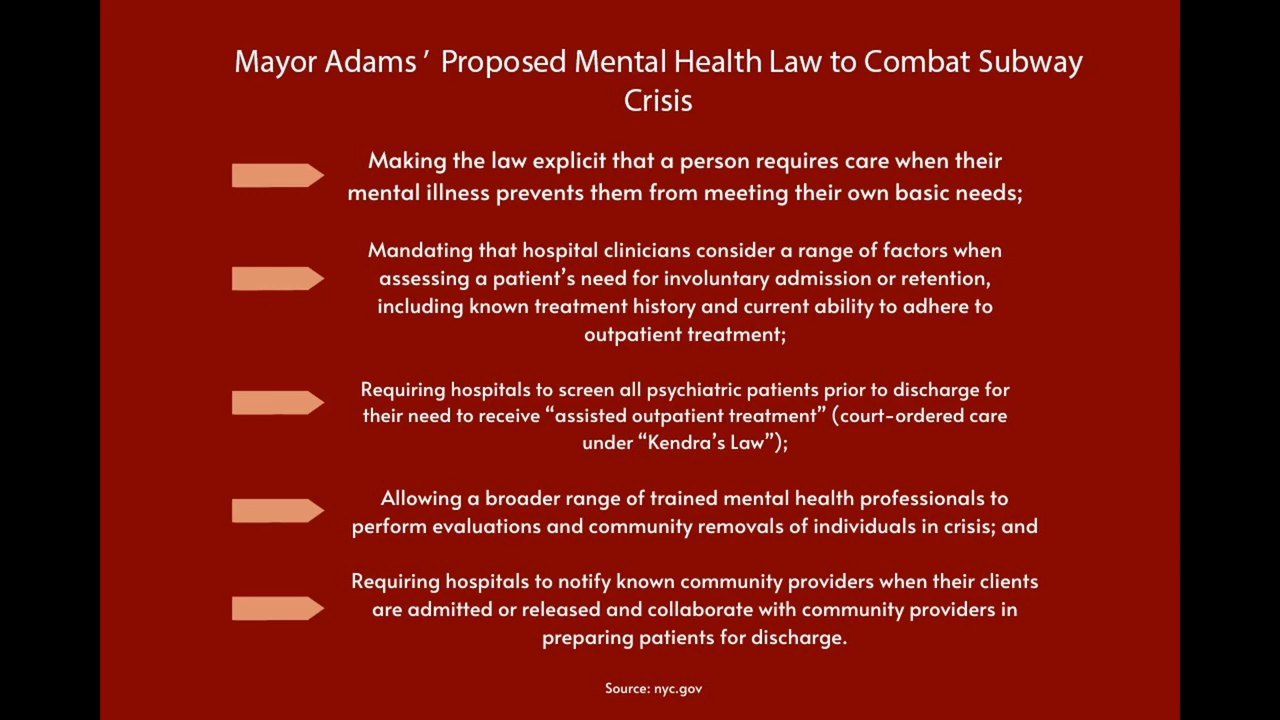 Mayor Adams ’ Proposed Mental Health Law to Combat Subway
Crisis
Making the law explicit that a person requires care when their
mental illness prevents them from meeting their own basic needs;
Mandating that hospital clinicians consider a range of factors when
assessing a patient’s need for involuntary admission or retention,
including known treatment history and current ability to adhere to
outpatient treatment;
Requiring hospitals to screen all psychiatric patients prior to discharge for
their need to receive “assisted outpatient treatment” (court-ordered care
under “Kendra’s Law”);
Allowing a broader range of trained mental health professionals to
perform evaluations and community removals of individuals in crisis; and
Requiring hospitals to notify known community providers when their clients
are admitted or released and collaborate with community providers in
preparing patients for discharge.
Source: nyc.gov